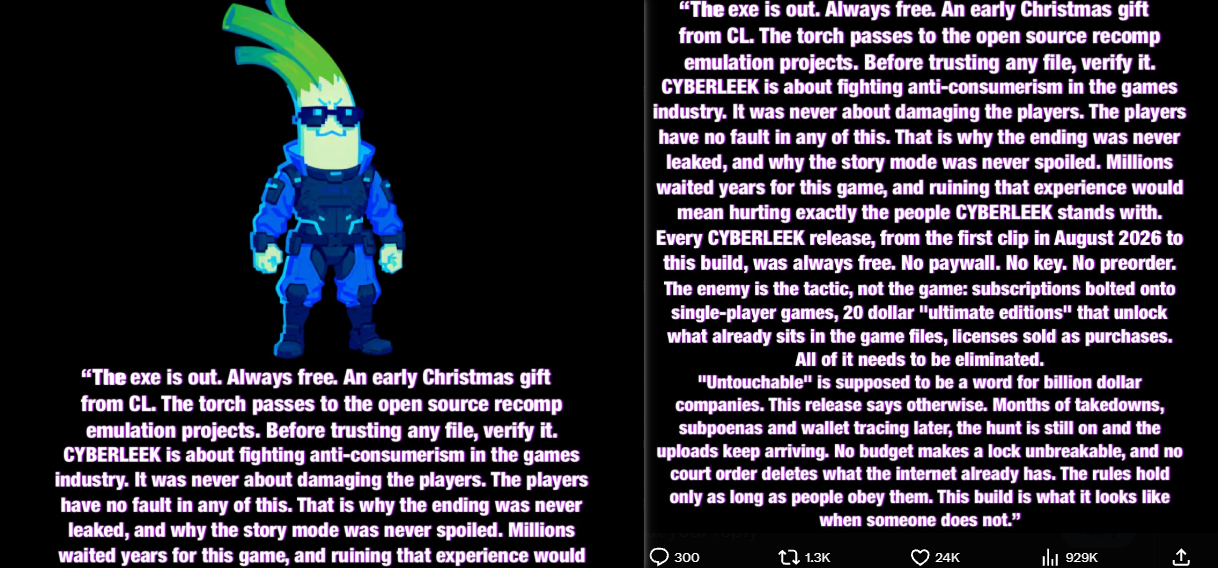 “The exe is out. Always free. An early Christmas gift
from CL. The torch passes to the open source recomp
emulation projects. Before trusting any file, verify it.
CYBERLEEK is about fighting anti-consumerism in the games
industry. It was never about damaging the players. The players
have no fault in any of this. That is why the ending was never
leaked, and why the story mode was never spoiled. Millions
waited years for this game, and ruining that experience would
“The exe is out. Always free. An early Christmas gift
from CL. The torch passes to the open source recomp
emulation projects. Before trusting any file, verify it.
CYBERLEEK is about fighting anti-consumerism in the games
industry. It was never about damaging the players. The players
have no fault in any of this. That is why the ending was never
leaked, and why the story mode was never spoiled. Millions
waited years for this game, and ruining that experience would
mean hurting exactly the people CYBERLEEK stands with.
Every CYBERLEEK release, from the first clip in August 2026 to
this build, was always free. No paywall. No key. No preorder.
The enemy is the tactic, not the game: subscriptions bolted onto
single-player games, 20 dollar "ultimate editions" that unlock
what already sits in the game files, licenses sold as purchases.
All of it needs to be eliminated.
"Untouchable" is supposed to be a word for billion dollar
companies. This release says otherwise. Months of takedowns,
subpoenas and wallet tracing later, the hunt is still on and the
uploads keep arriving. No budget makes a lock unbreakable, and no
court order deletes what the internet already has. The rules hold
only as long as people obey them. This build is what it looks like
when someone does not.”
300 1.3K 24K 929K